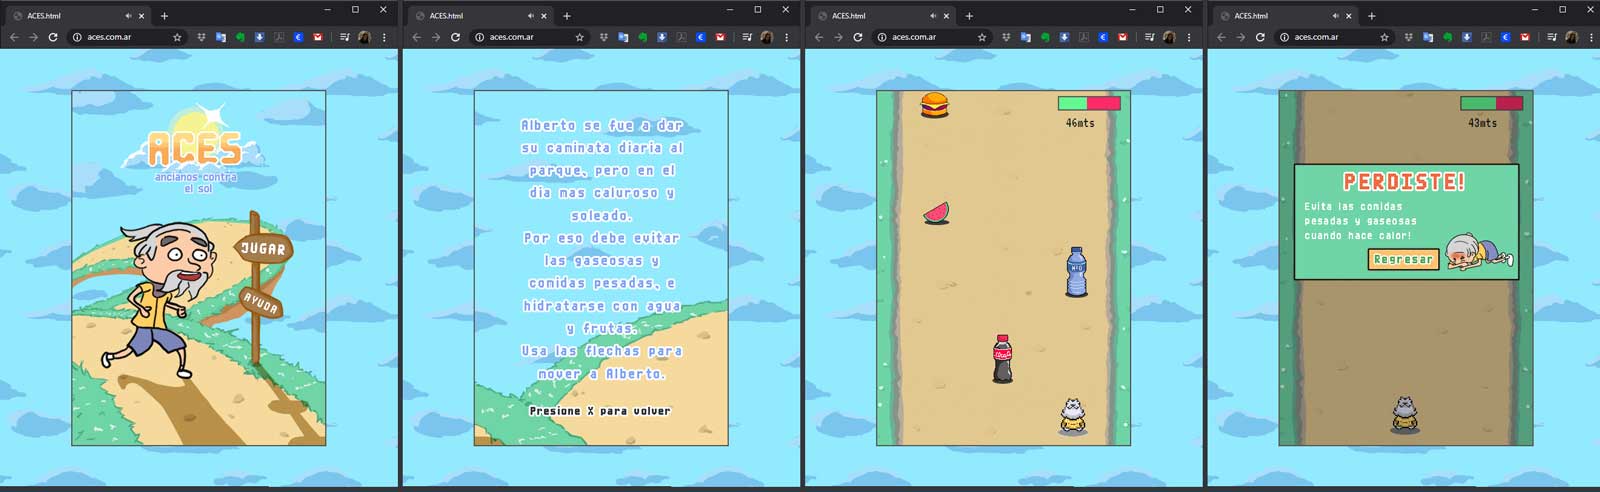 ACES.html
aces.com.ar
ACES
ancianos contra
el sol
JUGAR
AYUDA
ACES.html
aces.com.ar
Alberto se fue a dar
su caminata diaria al
parque, pero en el
dia mas caluroso y
soleado.
Por eso debe evitar
las gaseosas y
comidas pesadas, e
hidratarse con agua
y frutas.
Usa las flechas para
mover a Alberto.
Presione X para volver
ACES.html
aces.com.ar
46mts
ACES.html
aces.com.ar
43mts
PERDISTE!
Evita las comidas
pesadas y gaseosas
cuando hace calor!
Regresar